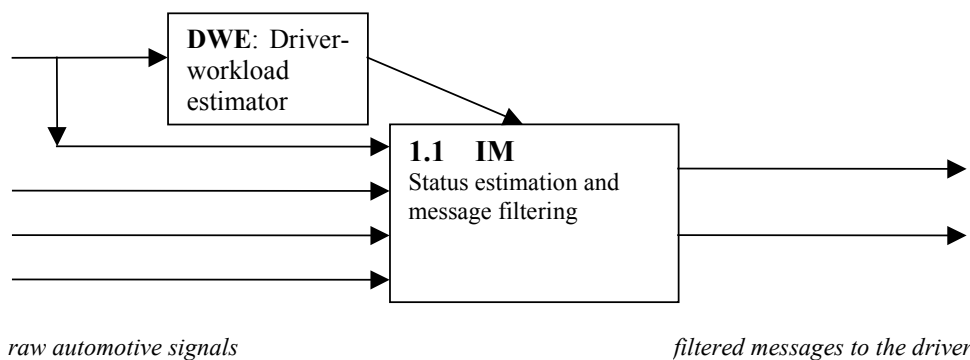 DWE: Driver-
workload
estimator
1.1 IM
Status estimation and
message filtering
raw automotive signals
filtered messages to the driver